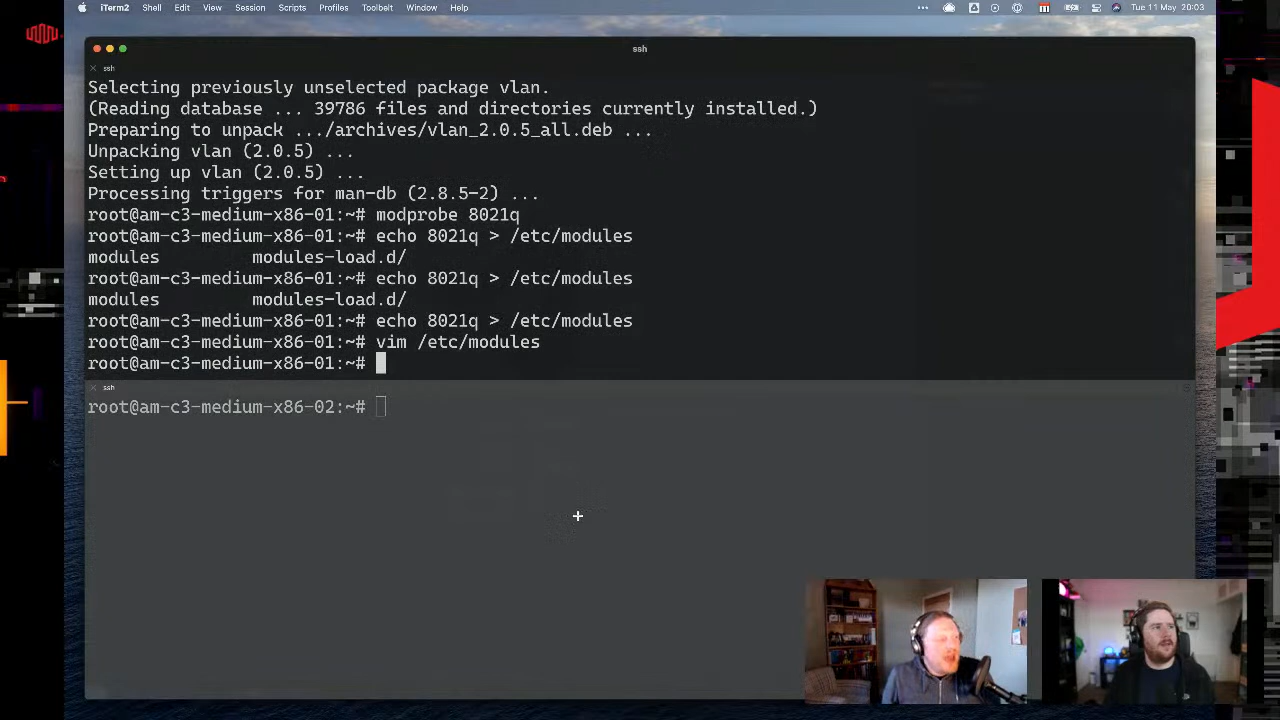 iTerm2 Shell Edit View Session Scripts Profiles Toolbelt Window Help Tue 11 May 20:03
ssh
ssh
Selecting previously unselected package vlan.
(Reading database ... 39786 files and directories currently installed.)
Preparing to unpack .../archives/vlan_2.0.5_all.deb ...
Unpacking vlan (2.0.5) ...
Setting up vlan (2.0.5) ...
Processing triggers for man-db (2.8.5-2) ...
root@am-c3-medium-x86-01:~# modprobe 8021q
root@am-c3-medium-x86-01:~# echo 8021q > /etc/modules
modules modules-load.d/
root@am-c3-medium-x86-01:~# echo 8021q > /etc/modules
modules modules-load.d/
root@am-c3-medium-x86-01:~# echo 8021q > /etc/modules
root@am-c3-medium-x86-01:~# vim /etc/modules
root@am-c3-medium-x86-01:~#
ssh
root@am-c3-medium-x86-02:~#